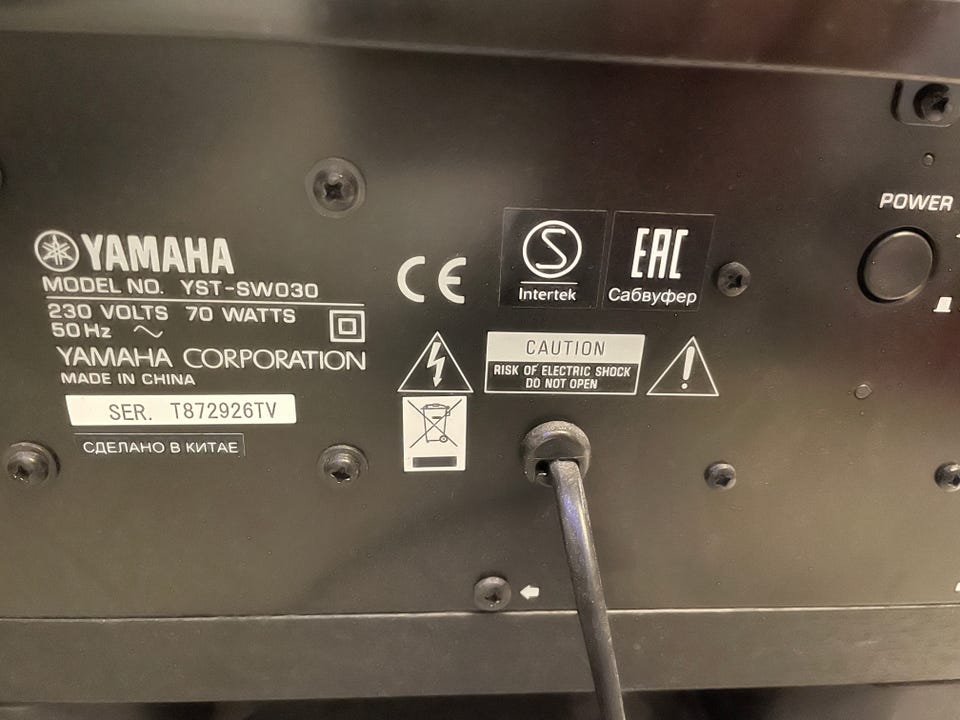 YAMAHA
MODEL NO. YST-SW030
230 VOLTS 70 WATTS
50 Hz ~
YAMAHA CORPORATION
MADE IN CHINA
SER. T872926TV
СДЕЛАНО В КИТАЕ
CE
S
Intertek
EAC
Сабвуфер
CAUTION
RISK OF ELECTRIC SHOCK
DO NOT OPEN
POWER